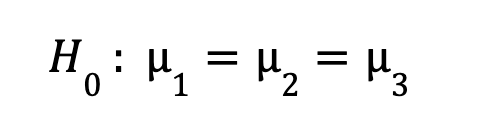 H₀ : μ₁ = μ₂ = μ₃